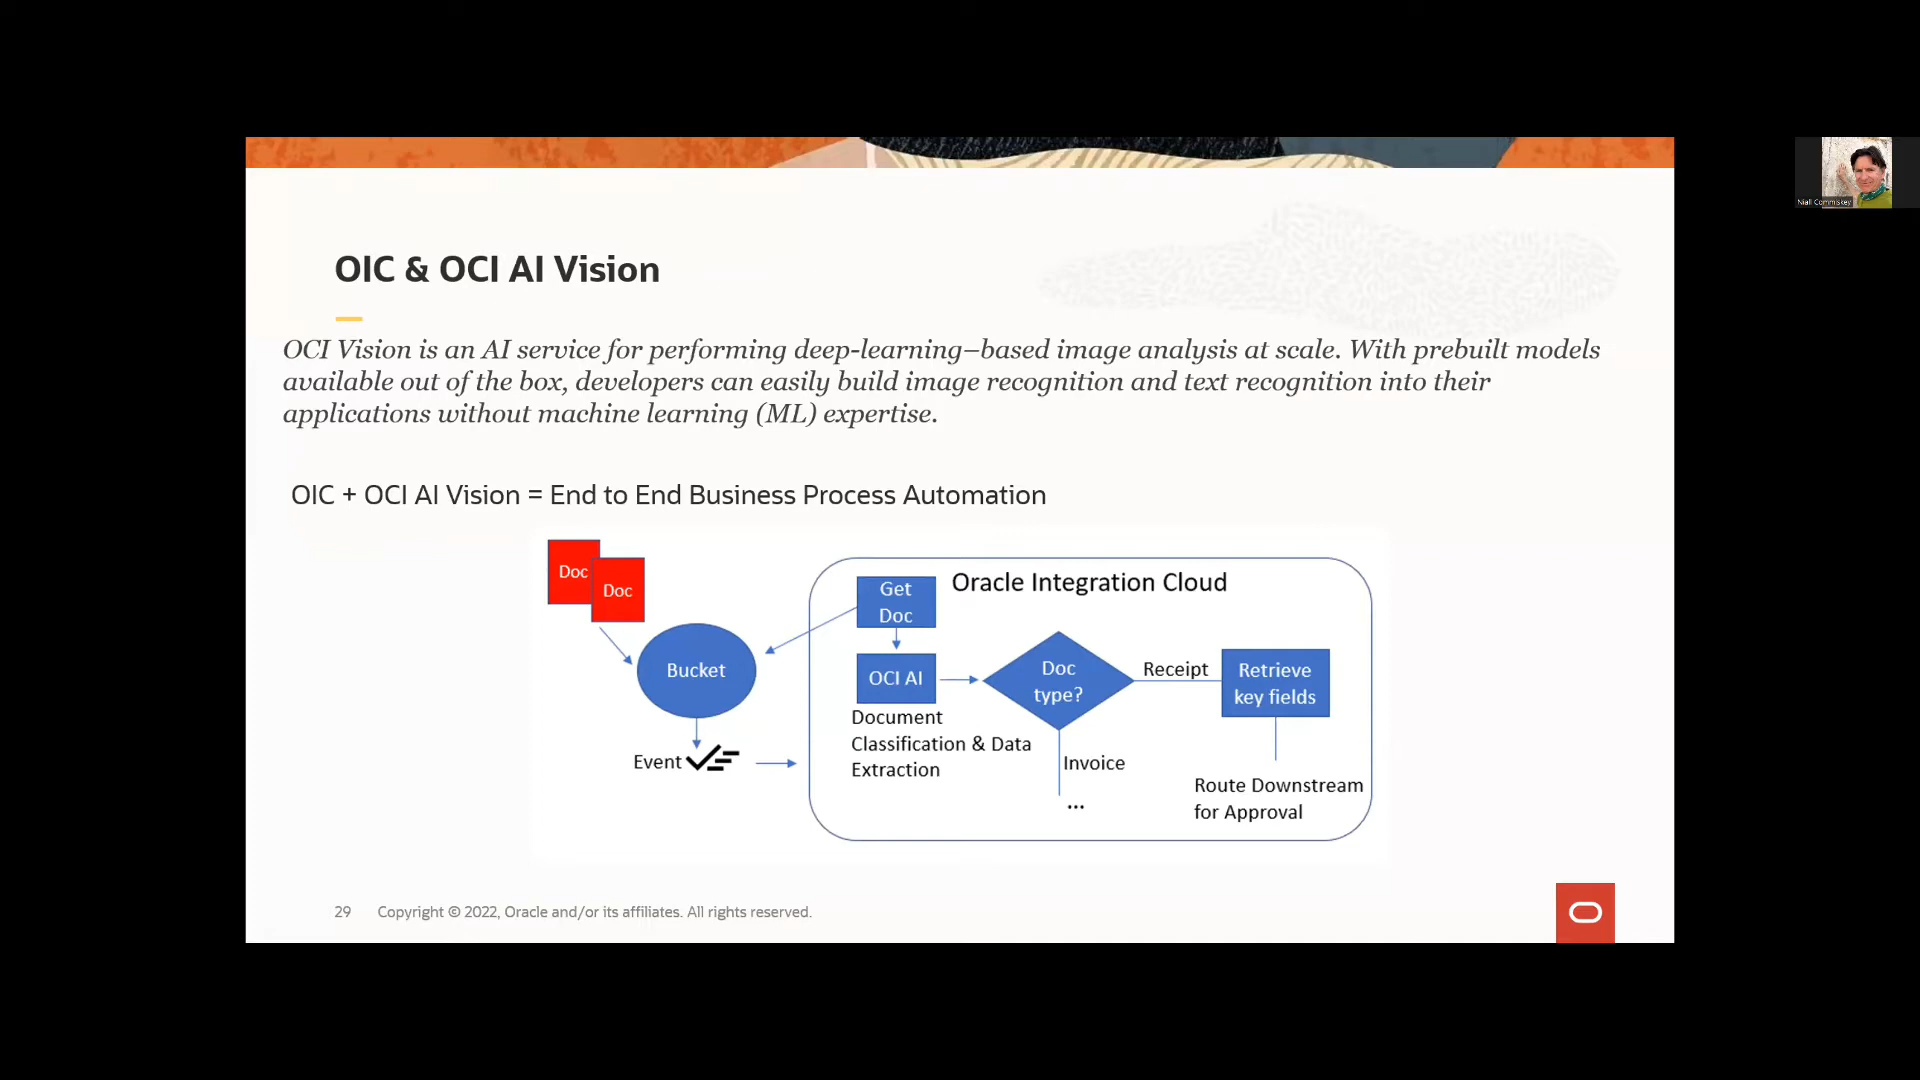 OIC & OCI AI Vision
OCI Vision is an AI service for performing deep-learning–based image analysis at scale. With prebuilt models
available out of the box, developers can easily build image recognition and text recognition into their
applications without machine learning (ML) expertise.
OIC + OCI AI Vision = End to End Business Process Automation
Doc
Doc
Bucket
Event
Oracle Integration Cloud
Get
Doc
OCI AI
Document
Classification & Data
Extraction
Doc
type?
Receipt
Invoice
...
Retrieve
key fields
Route Downstream
for Approval
29 Copyright © 2022, Oracle and/or its affiliates. All rights reserved.
Niall Commiskey